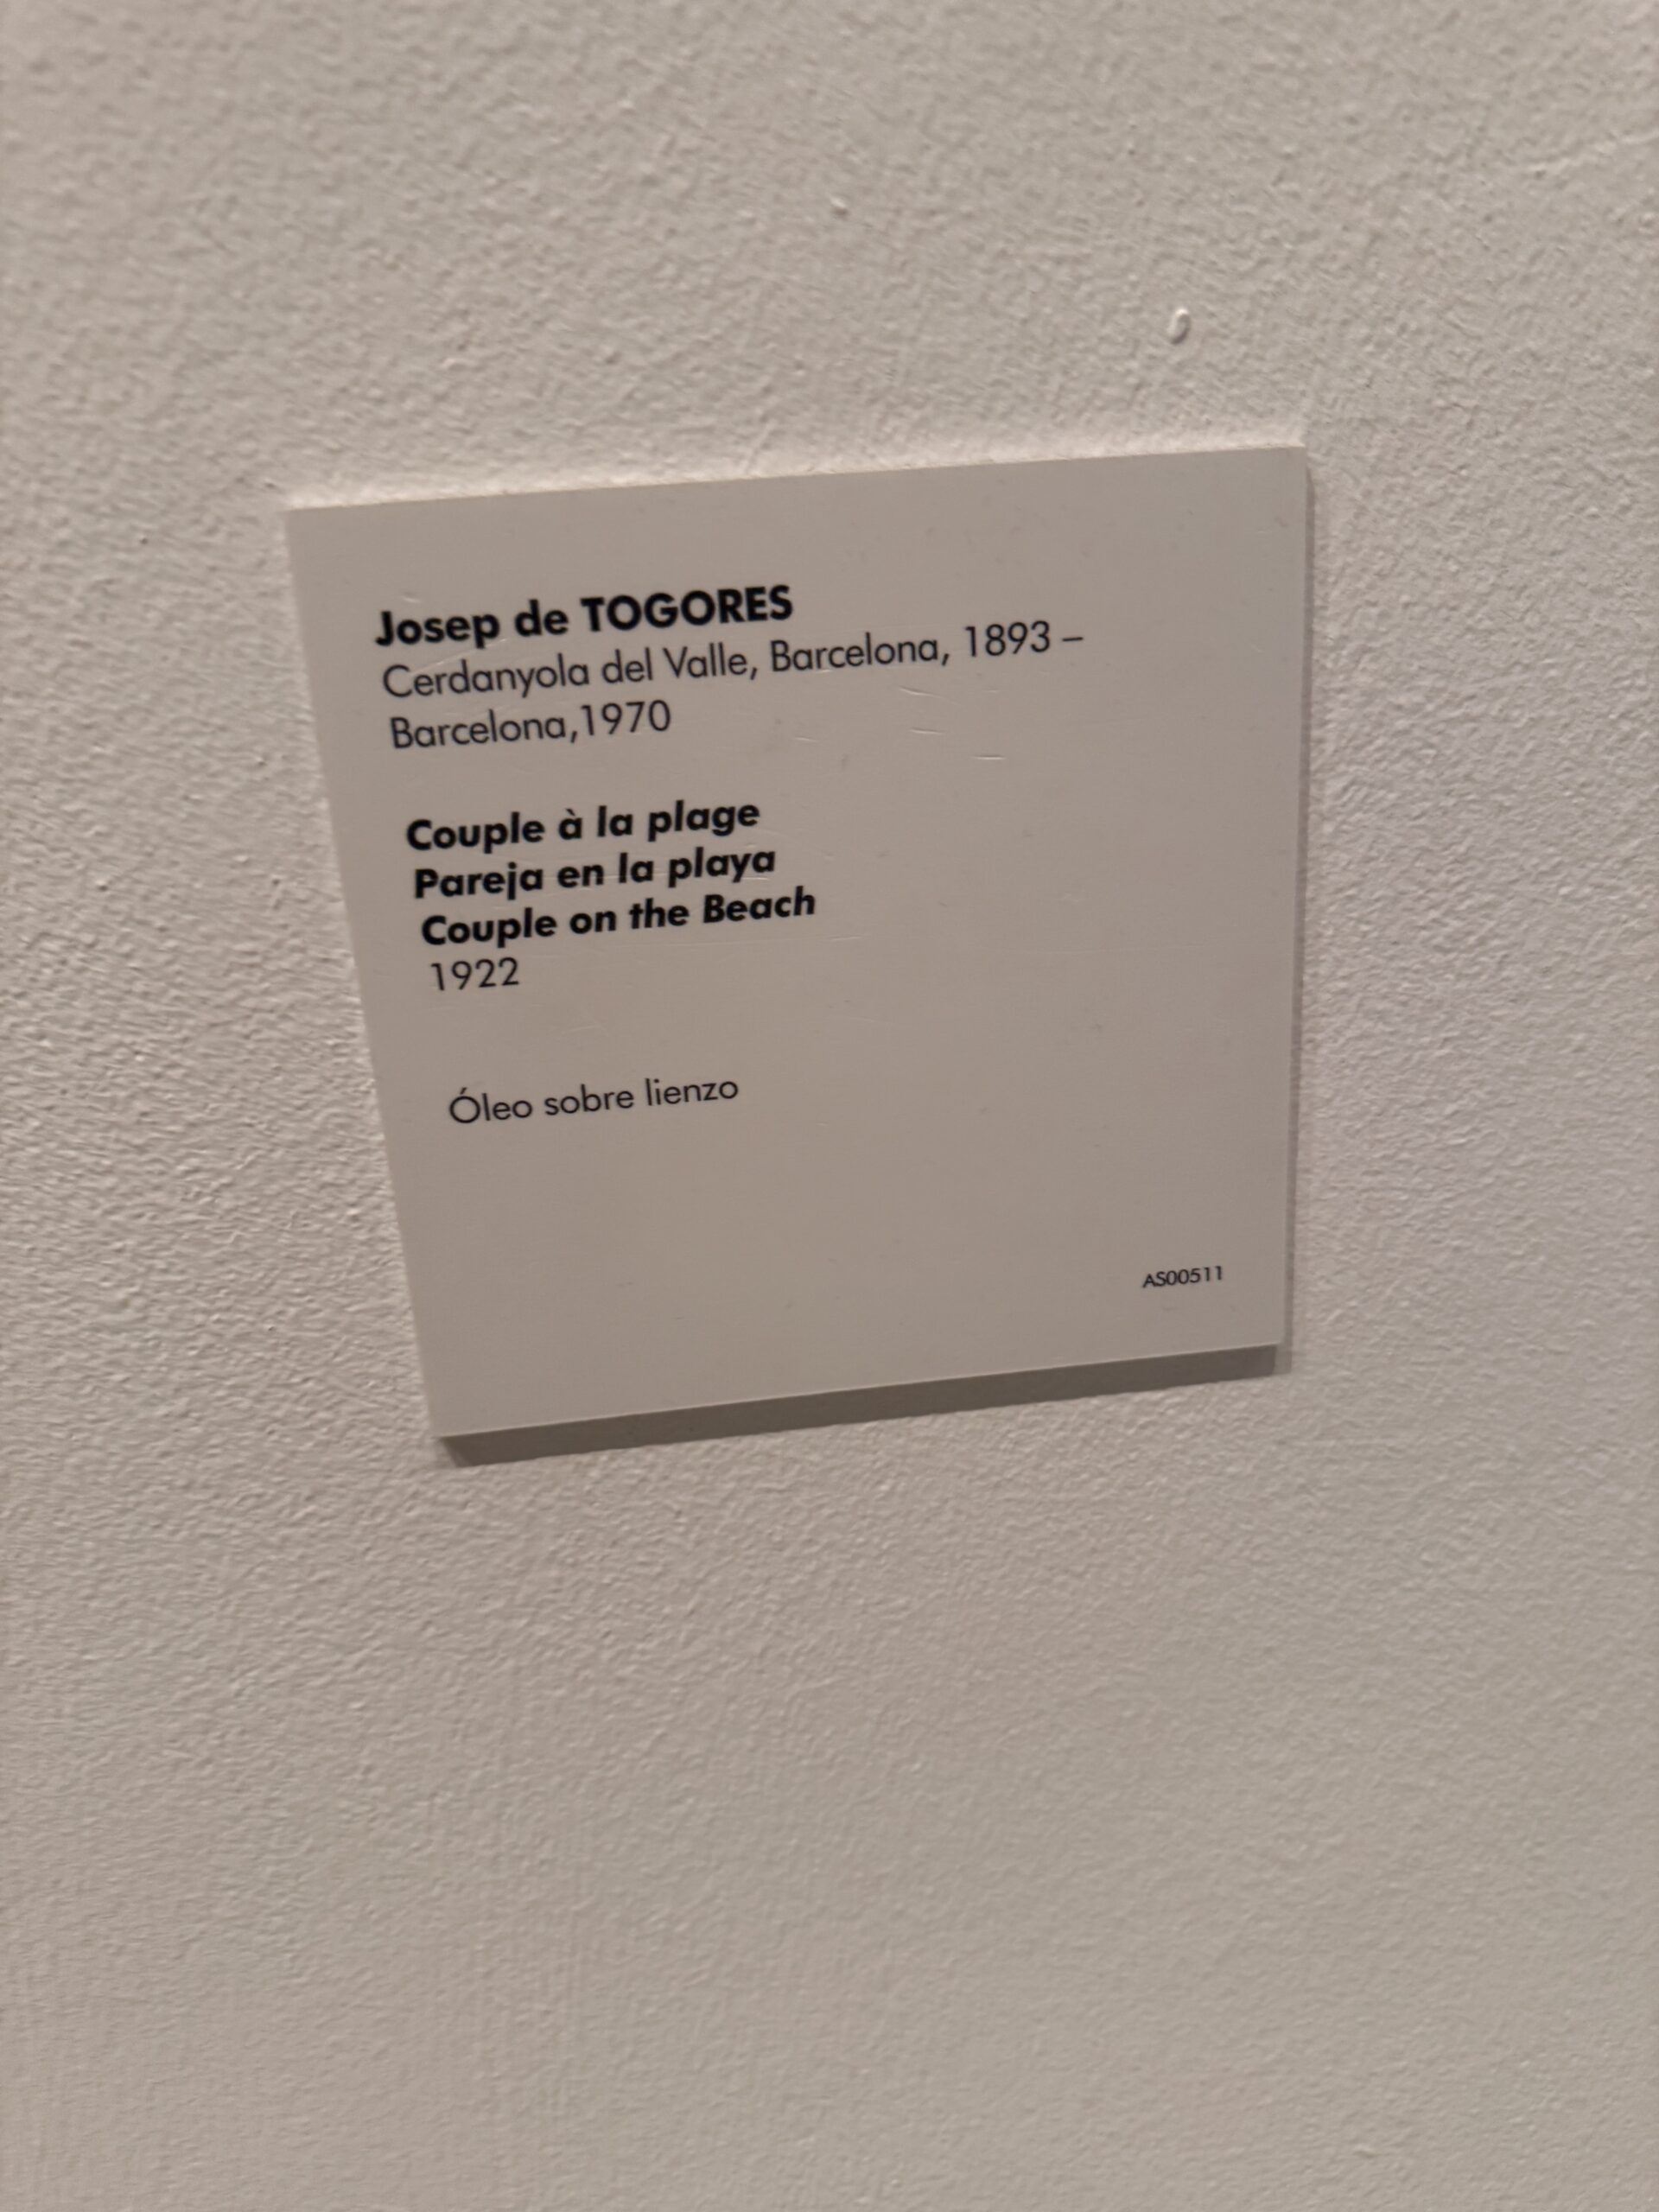 Josep de TOGORES
Cerdanyola del Valle, Barcelona, 1893 –
Barcelona,1970
Couple à la plage
Pareja en la playa
Couple on the Beach
1922
Óleo sobre lienzo
AS00511